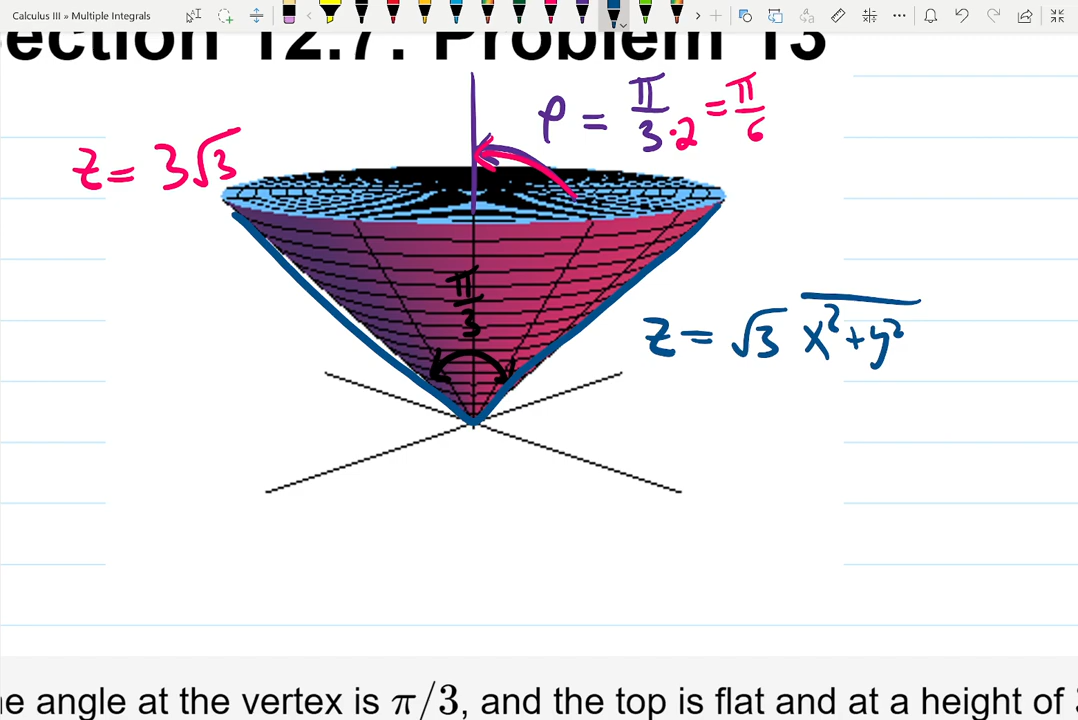 Calculus III » Multiple Integrals
ection 12.7: Problem 13
φ = π/(3·2) = π/6
z = 3√3
π/3
z = √3 √(x²+y²)
e angle at the vertex is π/3, and the top is flat and at a height of